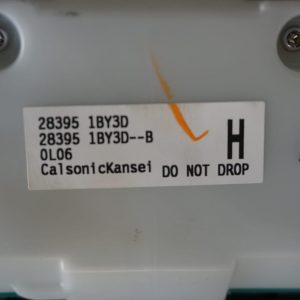 28395 1BY3D
28395 1BY3D--B
0L06
CalsonicKansei
H
DO NOT DROP